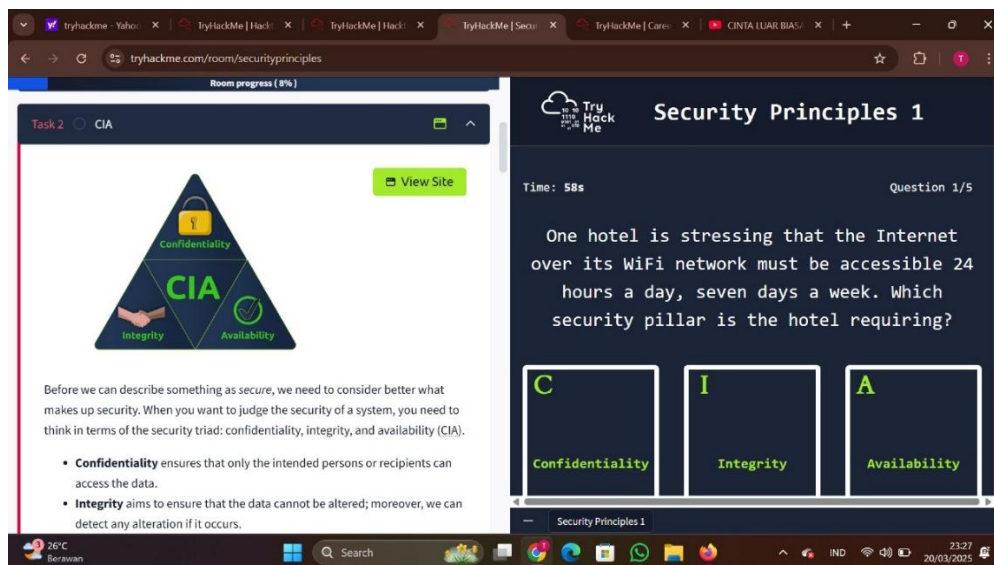 tryhackme - Yahoo
TryHackMe | Hackt
TryHackMe | Hackt
TryHackMe | Secur
TryHackMe | Caree
CINTA LUAR BIASA
tryhackme.com/room/securityprinciples
Room progress ( 8% )
Task 2 CIA
View Site
Confidentiality
CIA
Integrity
Availability
Before we can describe something as secure, we need to consider better what
makes up security. When you want to judge the security of a system, you need to
think in terms of the security triad: confidentiality, integrity, and availability (CIA).
• Confidentiality ensures that only the intended persons or recipients can
access the data.
• Integrity aims to ensure that the data cannot be altered; moreover, we can
detect any alteration if it occurs.
Try
Hack
Me
Security Principles 1
Time: 58s
Question 1/5
One hotel is stressing that the Internet
over its WiFi network must be accessible 24
hours a day, seven days a week. Which
security pillar is the hotel requiring?
C
Confidentiality
I
Integrity
A
Availability
Security Principles 1
3
26°C
Berawan
Search
IND
23:27
20/03/2025